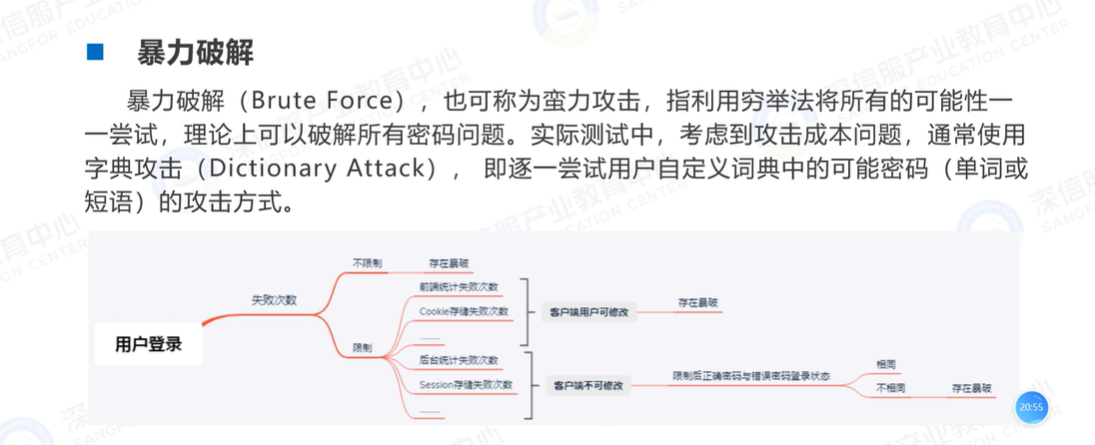 暴力破解
暴力破解（Brute Force），也可称为蛮力攻击，指利用穷举法将所有的可能性一
一尝试，理论上可以破解所有密码问题。实际测试中，考虑到攻击成本问题，通常使用
字典攻击（Dictionary Attack）， 即逐一尝试用户自定义词典中的可能密码（单词或
短语）的攻击方式。
用户登录
失败次数
不限制
存在暴破
限制
前端统计失败次数
Cookie存储失败次数
......
客户端用户可修改
存在暴破
后台统计失败次数
Session存储失败次数
......
客户端不可修改
限制后正确密码与错误密码登录状态
相同
不相同
存在暴破
20:55
深信服产业教育中心
SANGFOR EDUCATION CENTER